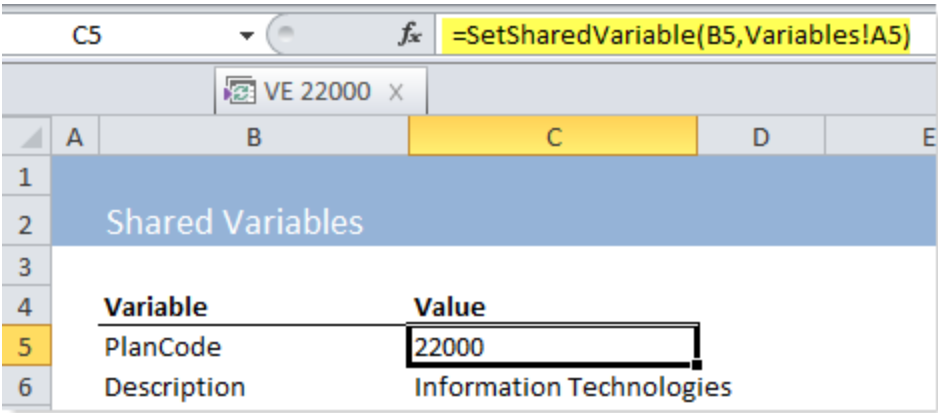 C5 fx =SetSharedVariable(B5,Variables!A5)
VE 22000 X
A B C D E
1
2 Shared Variables
3
4 Variable Value
5 PlanCode 22000
6 Description Information Technologies